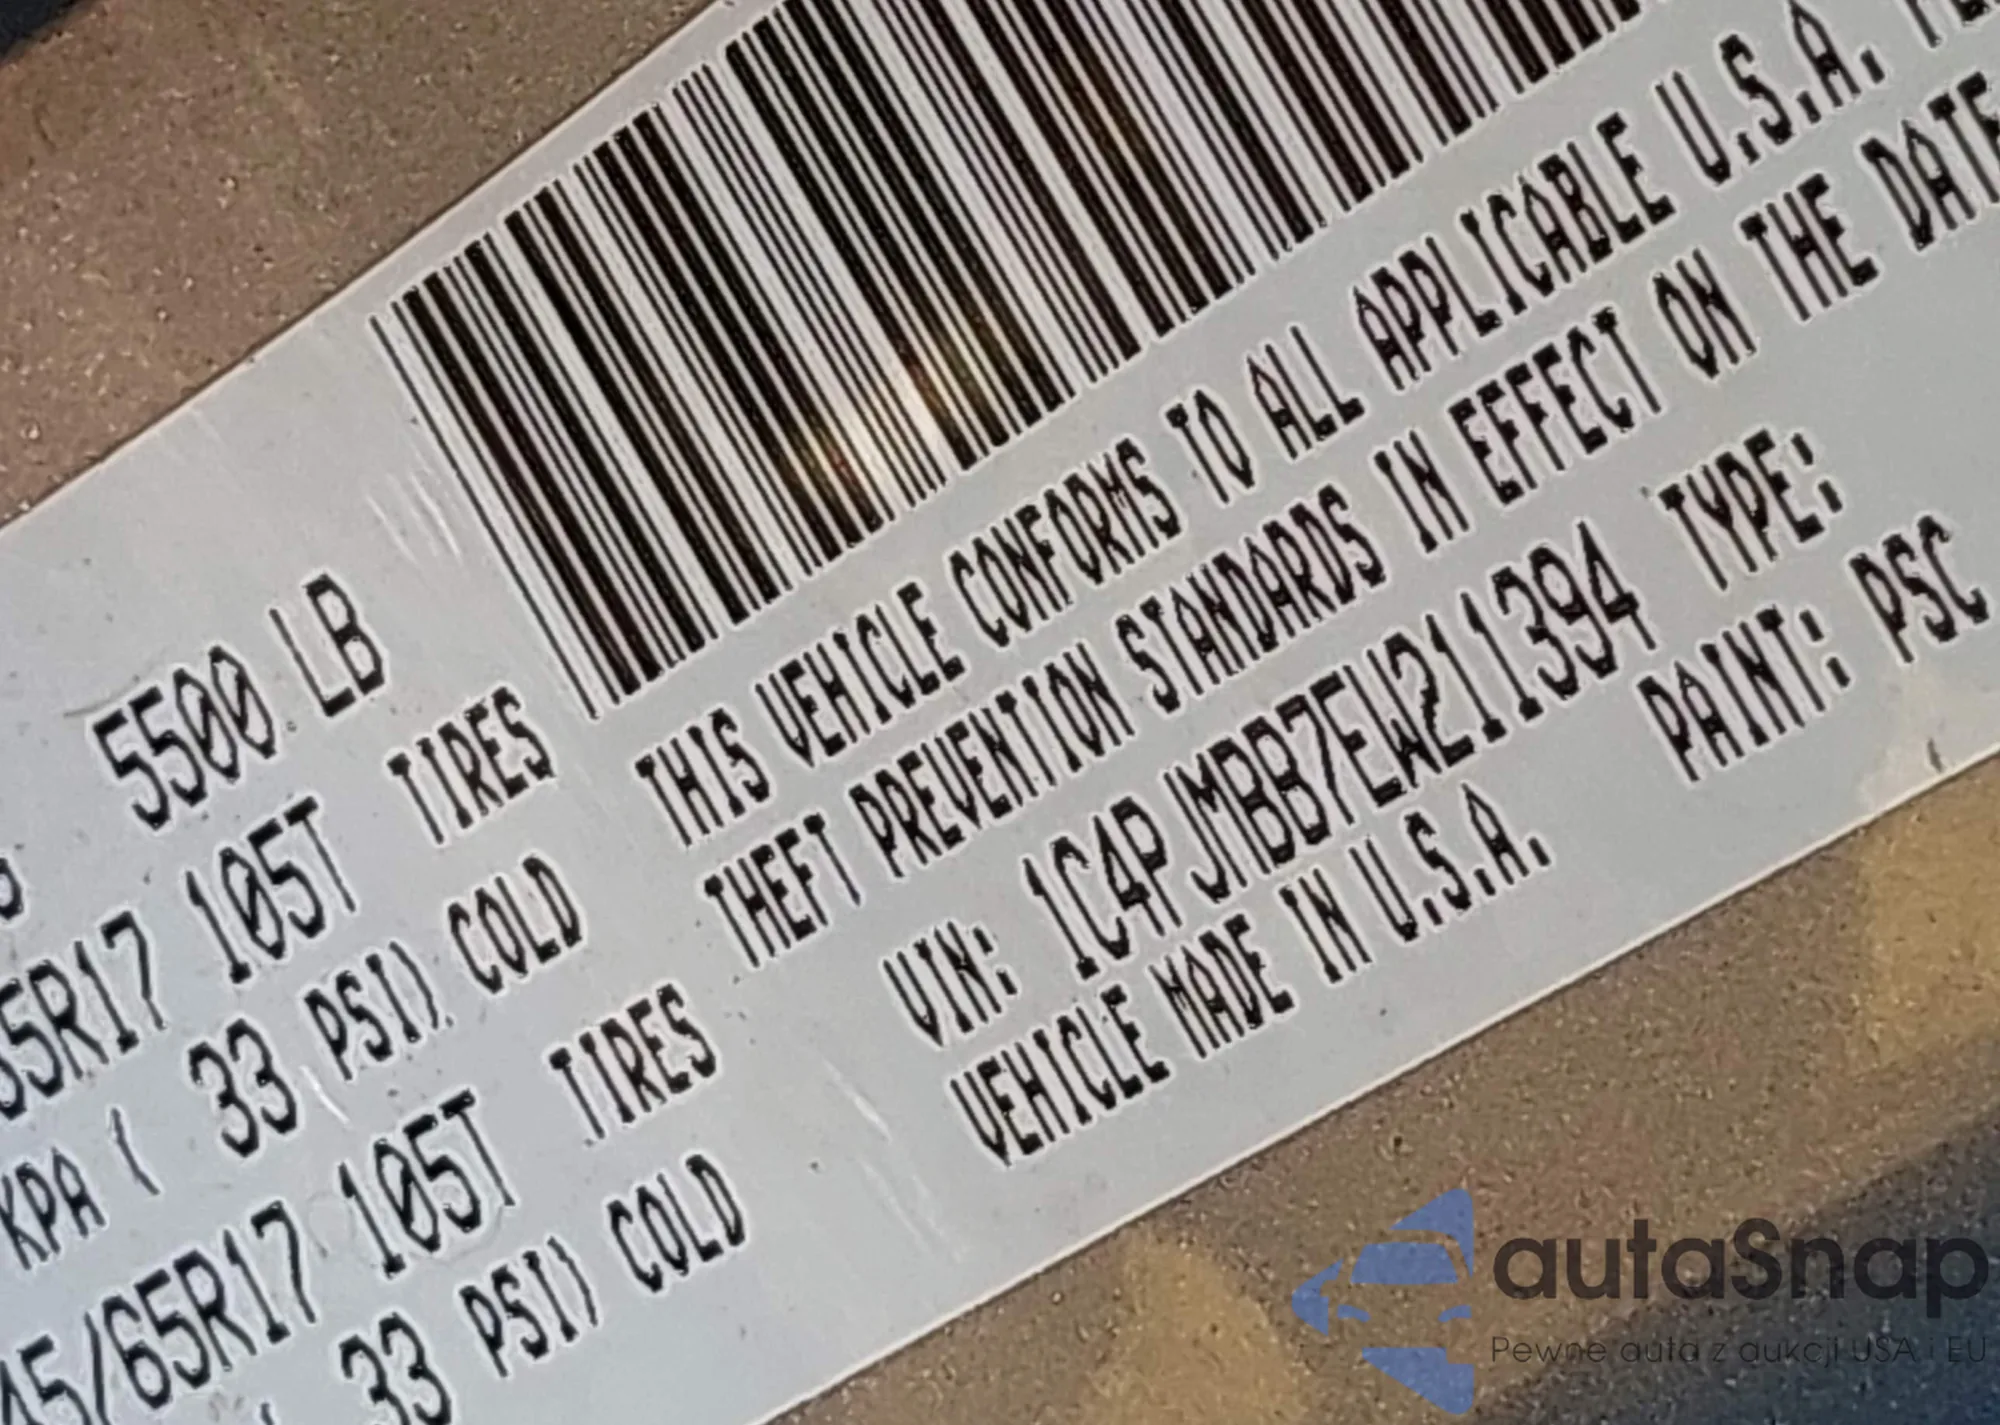 5500 LB
5R17 105T TIRES
KPA ( 33 PSI) COLD
45/65R17 105T TIRES
33 PSI) COLD
THIS VEHICLE CONFORMS TO ALL APPLICABLE U.S.A.
THEFT PREVENTION STANDARDS IN EFFECT ON THE DATE
VIN: 1C4PJMBB7EW211394 TYPE:
VEHICLE MADE IN U.S.A. PAINT: PSC
autaSnap
Pewne auta z aukcji USA i EU